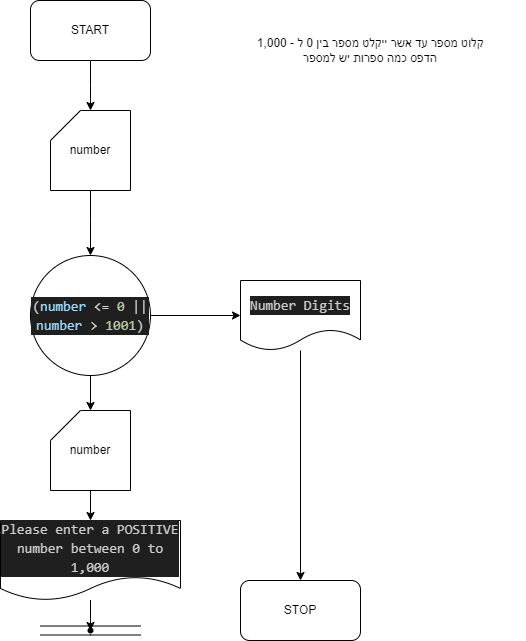 START
קלוט מספר עד אשר ייקלט מספר בין 0 ל - 1,000
הדפס כמה ספרות יש למספר
number
(number <= 0 ||
number > 1001)
Number Digits
number
Please enter a POSITIVE
number between 0 to
1,000
STOP